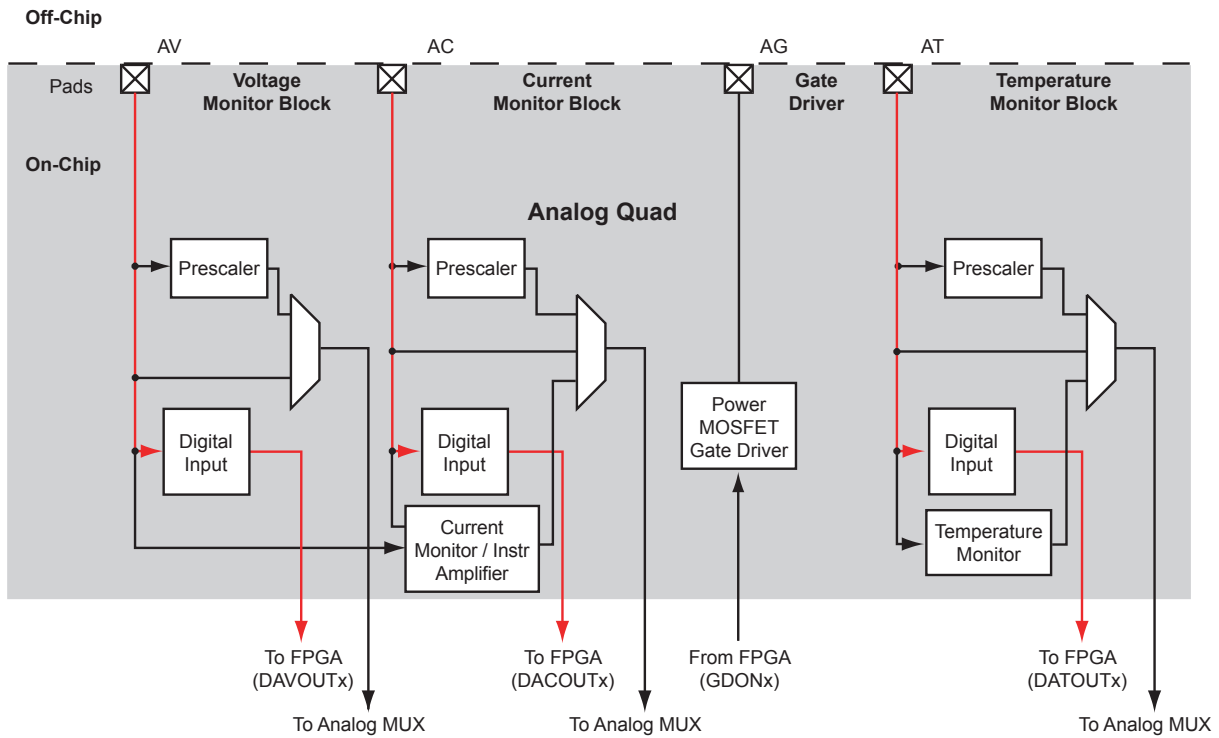 Off-Chip
AV
AC
AG
AT
Pads
Voltage
Monitor Block
Current
Monitor Block
Gate
Driver
Temperature
Monitor Block
On-Chip
Analog Quad
Prescaler
Prescaler
Prescaler
Power
MOSFET
Gate Driver
Digital
Input
Digital
Input
Digital
Input
Current
Monitor / Instr
Amplifier
Temperature
Monitor
To FPGA
(DAVOUTx)
To FPGA
(DACOUTx)
From FPGA
(GDONx)
To FPGA
(DATOUTx)
To Analog MUX
To Analog MUX
To Analog MUX